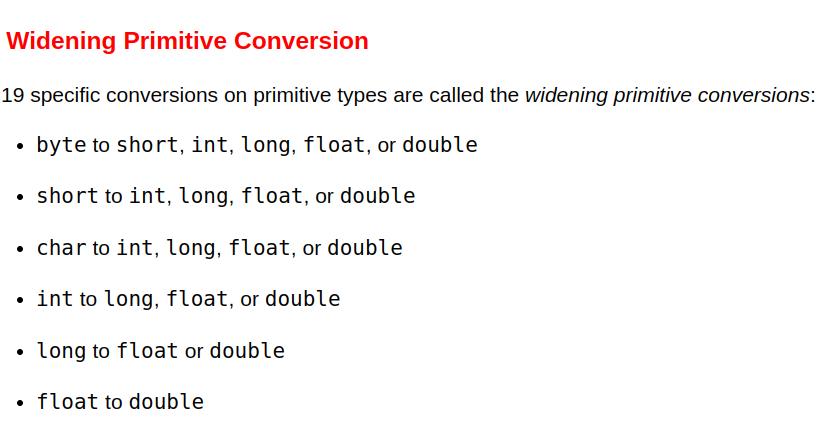 Widening Primitive Conversion
19 specific conversions on primitive types are called the widening primitive conversions:
• byte to short, int, long, float, or double
• short to int, long, float, or double
• char to int, long, float, or double
• int to long, float, or double
• long to float or double
• float to double